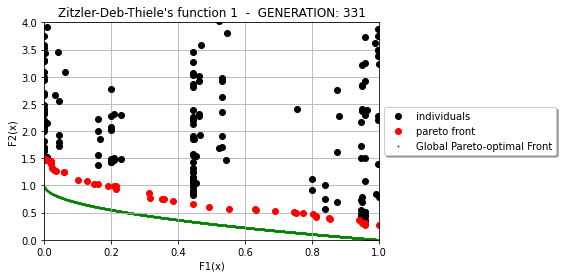 Zitzler-Deb-Thiele's function 1 - GENERATION: 331
4.0
3.5
3.0
2.5
2.0
1.5
1.0
0.5
0.0
F2(x)
0.0 0.2 0.4 0.6 0.8 1.0
F1(x)
individuals
pareto front
Global Pareto-optimal Front